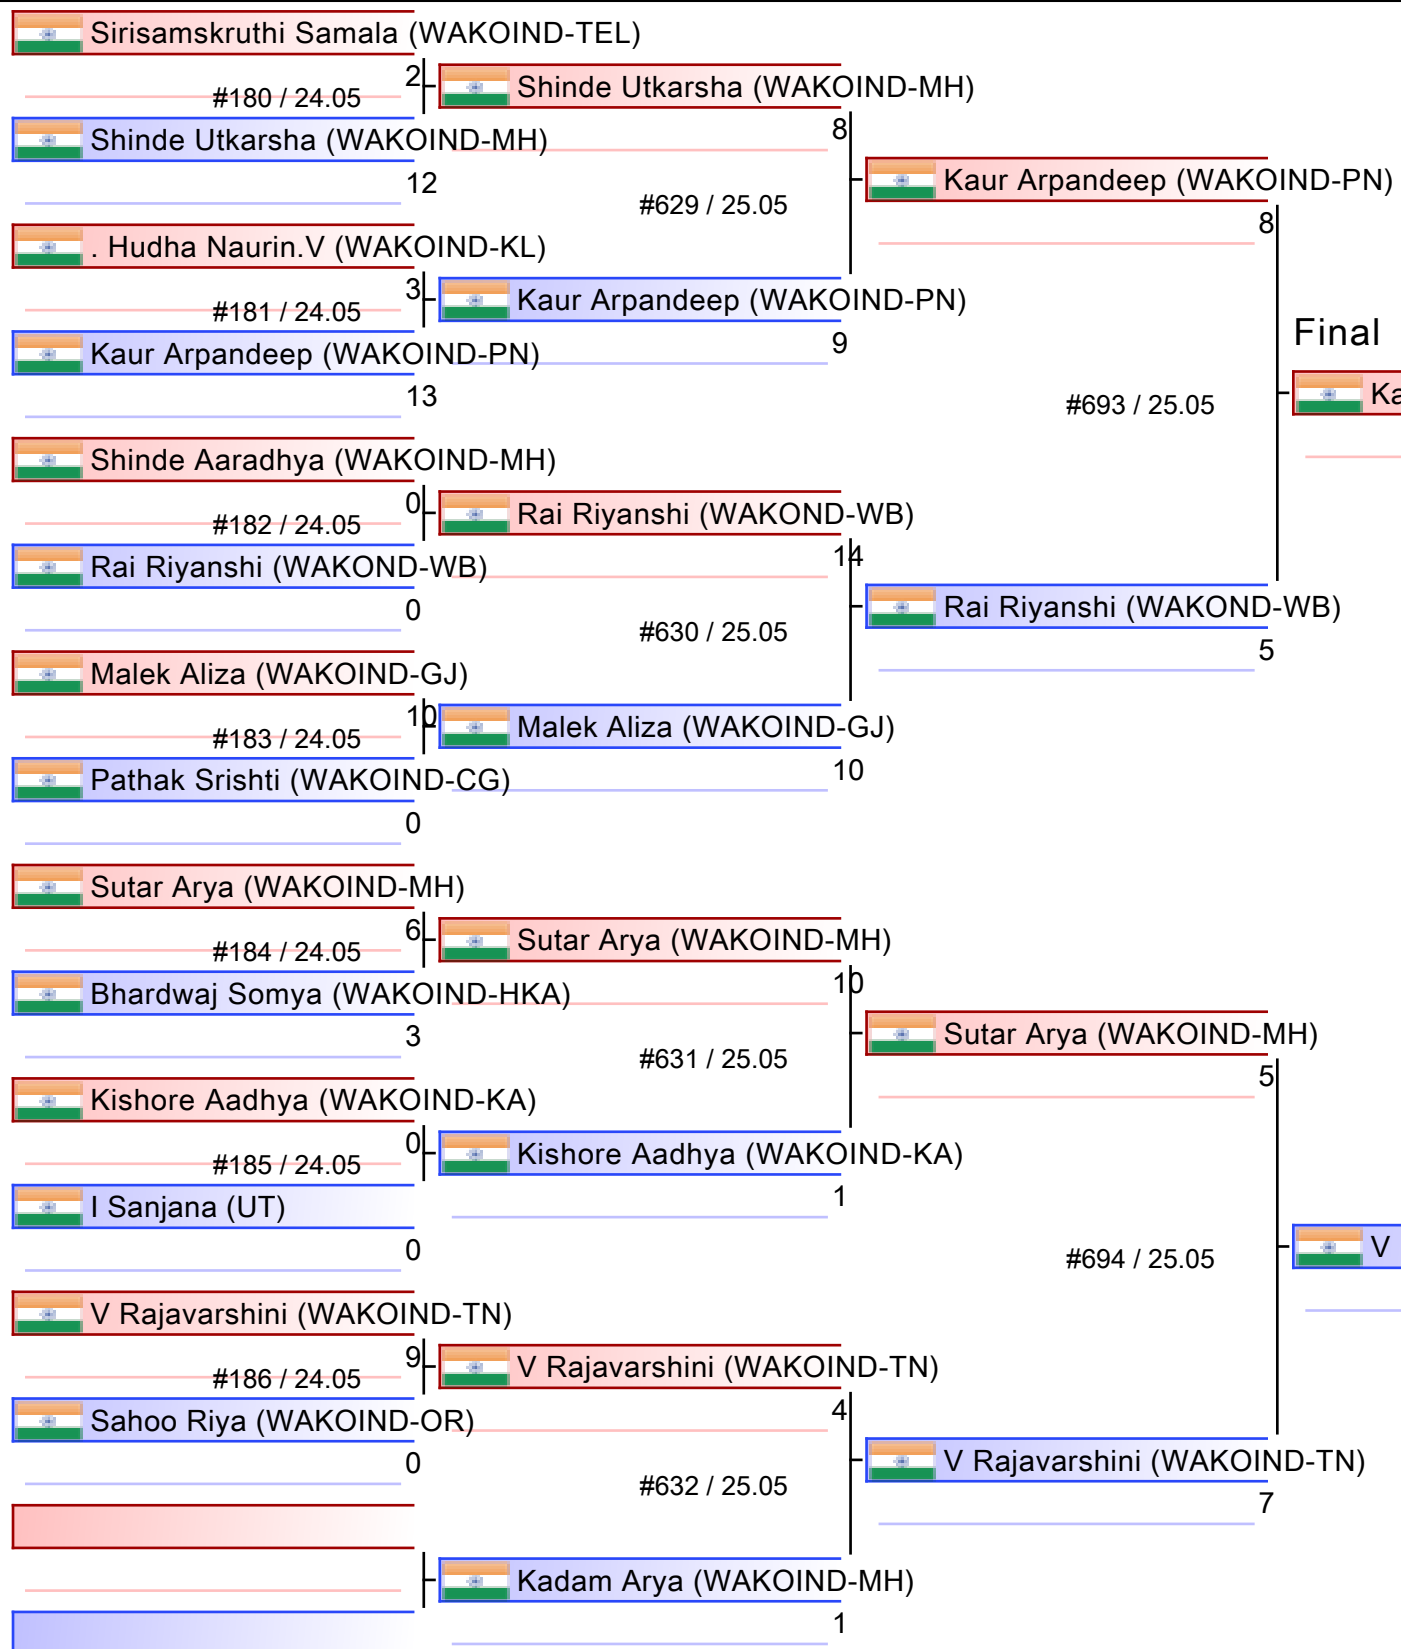 Sirisamskruthi Samala (WAKOIND-TEL)
2
#180 / 24.05
Shinde Utkarsha (WAKOIND-MH)
12
. Hudha Naurin.V (WAKOIND-KL)
3
#181 / 24.05
Kaur Arpandeep (WAKOIND-PN)
13
Shinde Aaradhya (WAKOIND-MH)
0
#182 / 24.05
Rai Riyanshi (WAKOND-WB)
0
Malek Aliza (WAKOIND-GJ)
10
#183 / 24.05
Pathak Srishti (WAKOIND-CG)
0
Sutar Arya (WAKOIND-MH)
6
#184 / 24.05
Bhardwaj Somya (WAKOIND-HKA)
3
Kishore Aadhya (WAKOIND-KA)
0
#185 / 24.05
I Sanjana (UT)
0
V Rajavarshini (WAKOIND-TN)
9
#186 / 24.05
Sahoo Riya (WAKOIND-OR)
0
Shinde Utkarsha (WAKOIND-MH)
8
#629 / 25.05
Kaur Arpandeep (WAKOIND-PN)
9
Rai Riyanshi (WAKOND-WB)
14
#630 / 25.05
Malek Aliza (WAKOIND-GJ)
10
Sutar Arya (WAKOIND-MH)
10
#631 / 25.05
Kishore Aadhya (WAKOIND-KA)
1
V Rajavarshini (WAKOIND-TN)
4
#632 / 25.05
Kadam Arya (WAKOIND-MH)
1
Kaur Arpandeep (WAKOIND-PN)
8
#693 / 25.05
Rai Riyanshi (WAKOND-WB)
5
Sutar Arya (WAKOIND-MH)
5
#694 / 25.05
V Rajavarshini (WAKOIND-TN)
7
Final
Ka
V